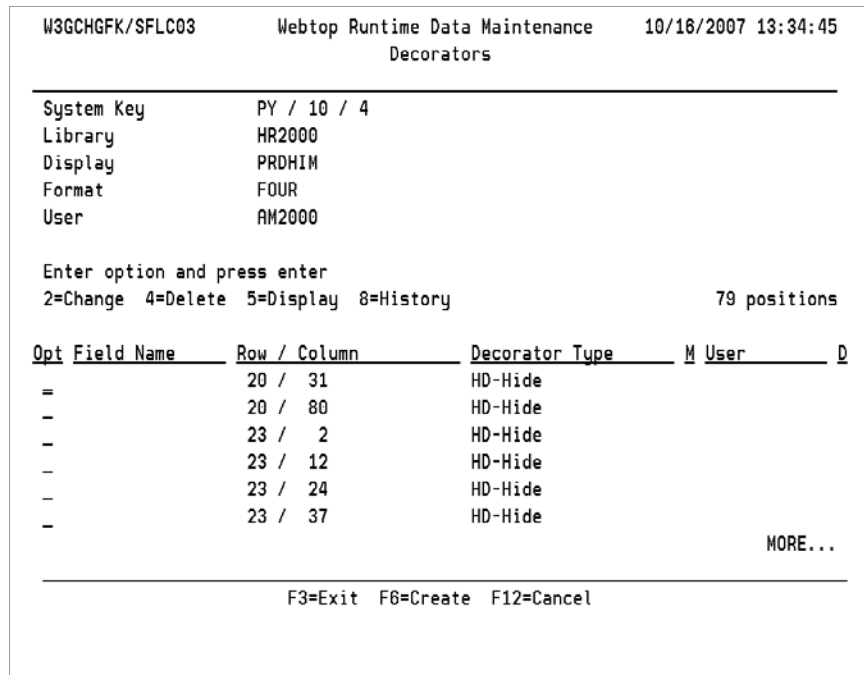 W3GCHGFK/SFLC03 Webtop Runtime Data Maintenance 10/16/2007 13:34:45
Decorators
System Key PY / 10 / 4
Library HR2000
Display PRDHIM
Format FOUR
User AM2000
Enter option and press enter
2=Change 4=Delete 5=Display 8=History 79 positions
Opt Field Name Row / Column Decorator Type M User D
20 / 31 HD-Hide
20 / 80 HD-Hide
23 / 2 HD-Hide
23 / 12 HD-Hide
23 / 24 HD-Hide
23 / 37 HD-Hide
MORE...
F3=Exit F6=Create F12=Cancel